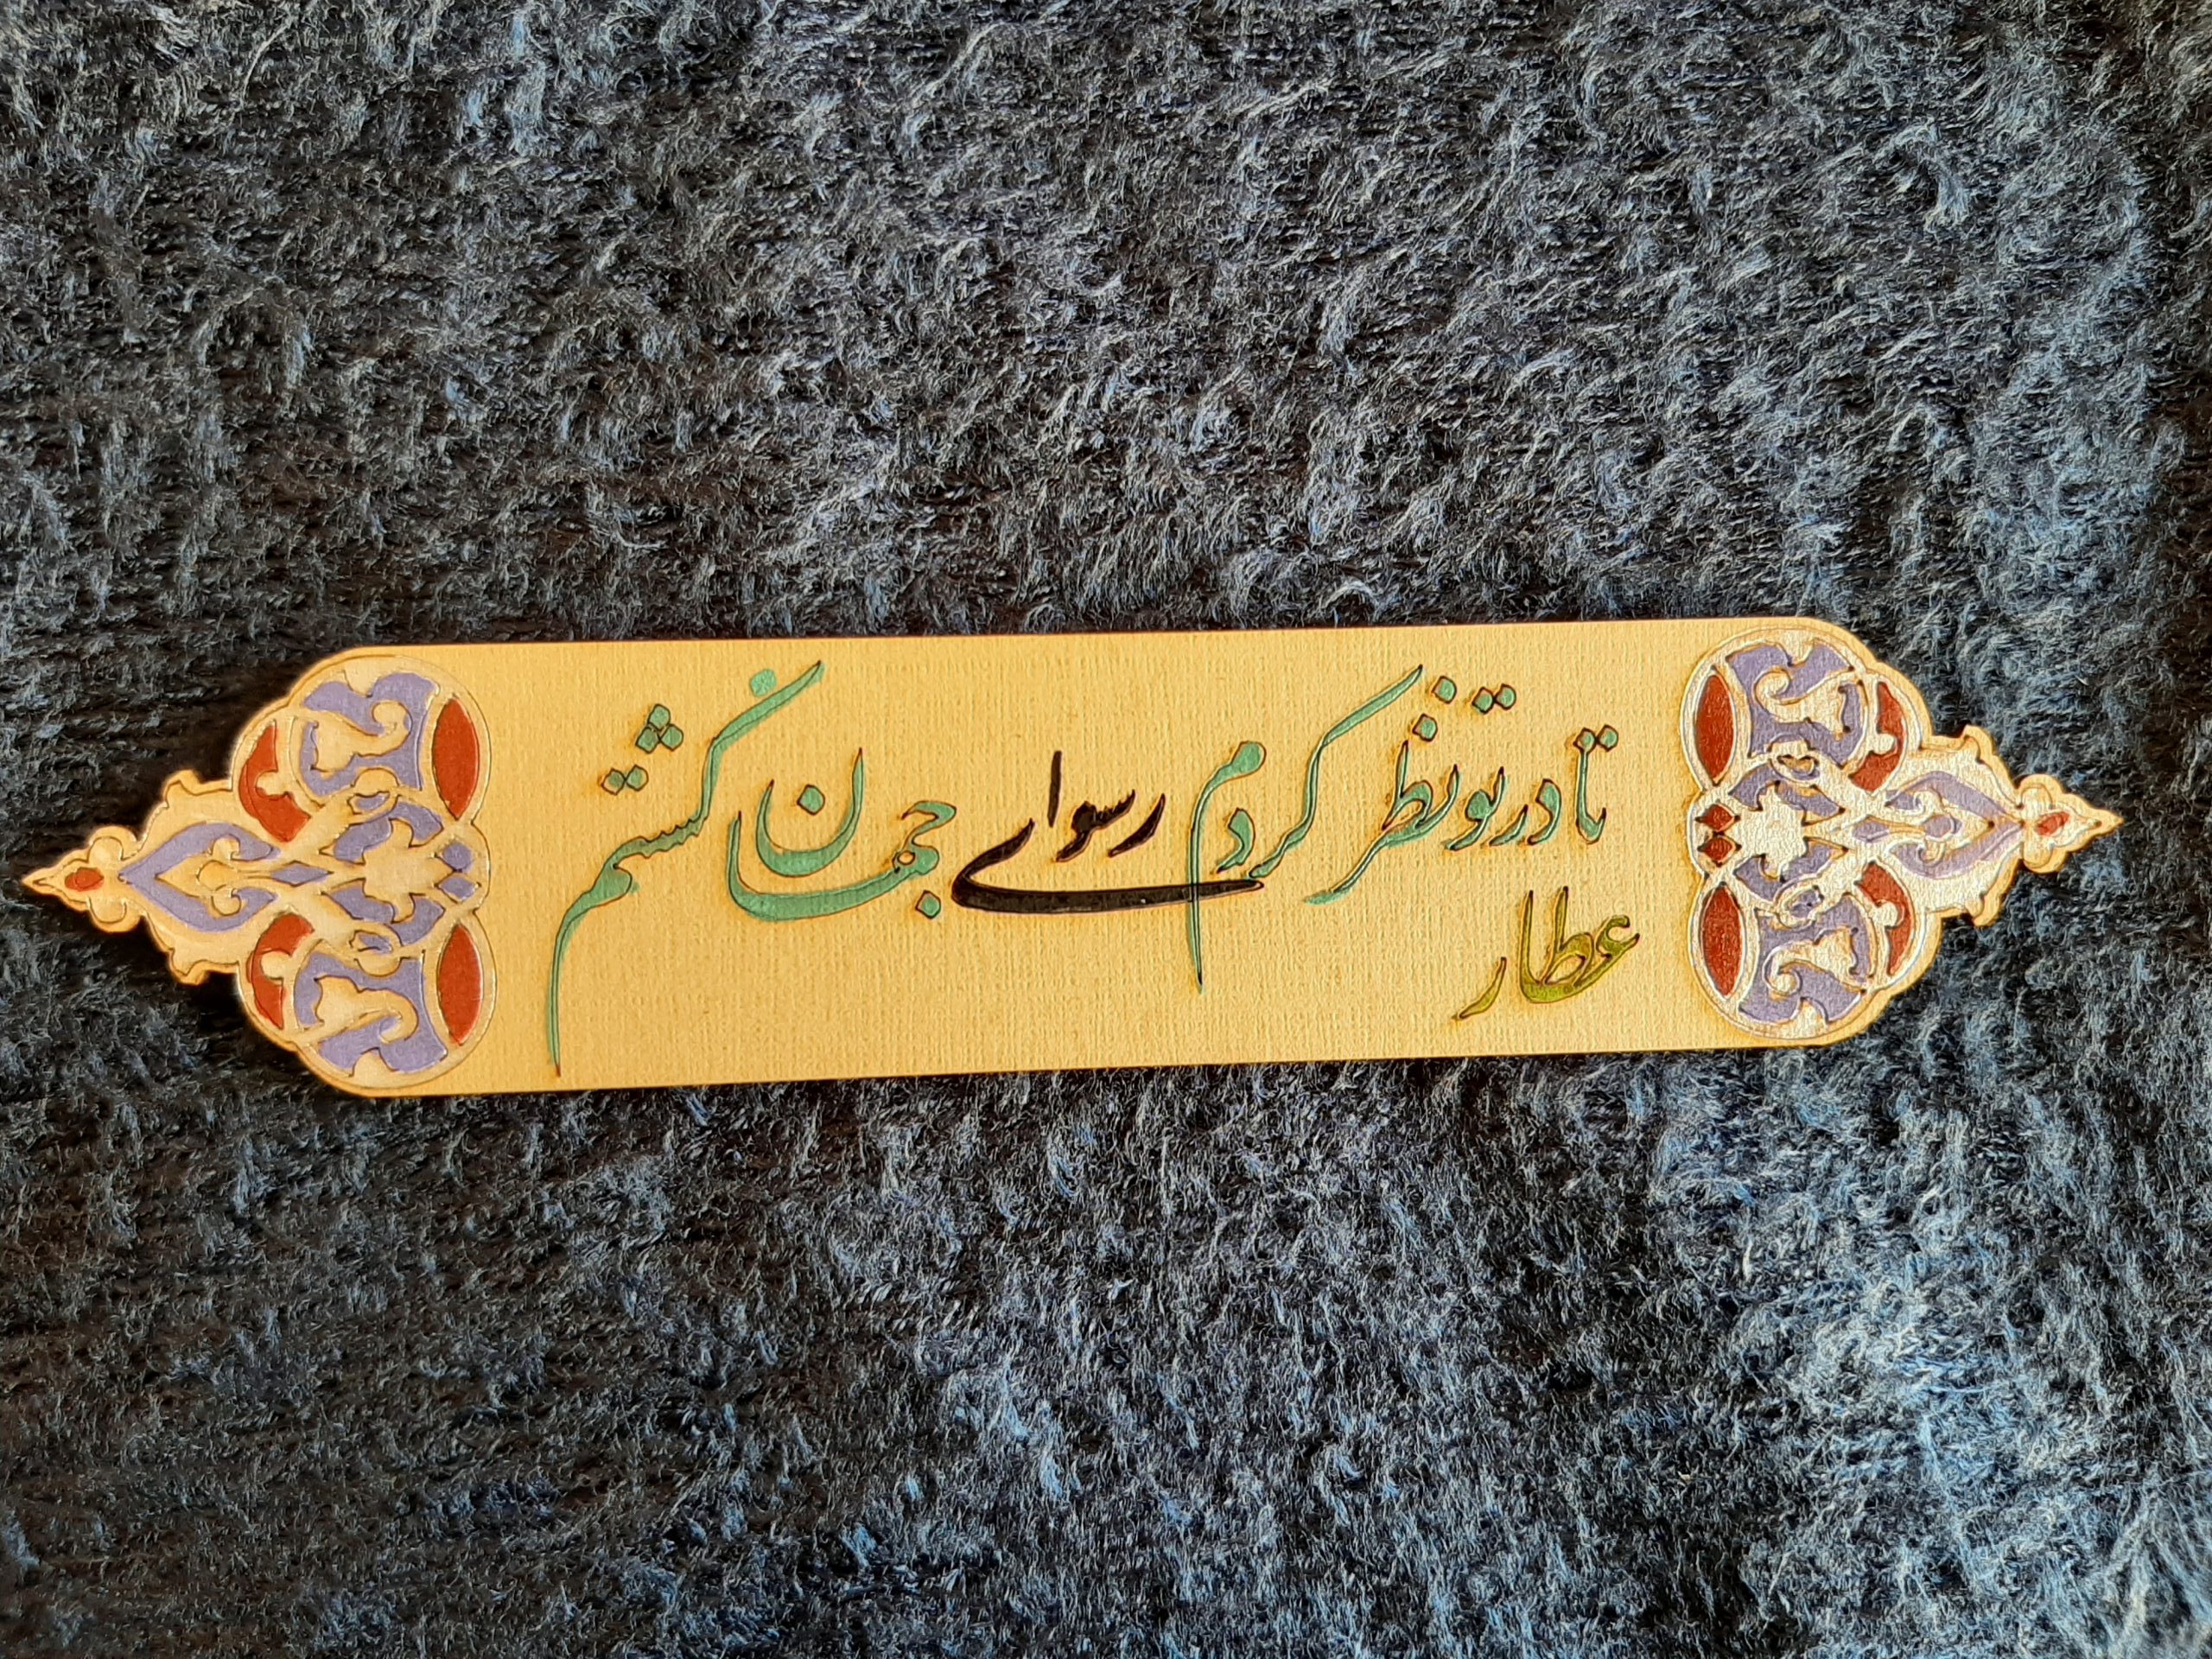 تا در تو نظر کردم رسوای جهان گشتم
عطار